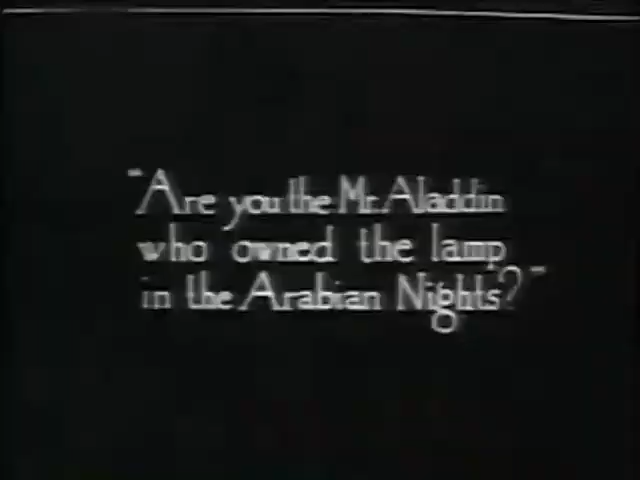 "Are you the Mr. Aladdin
who owned the lamp
in the Arabian Nights?"